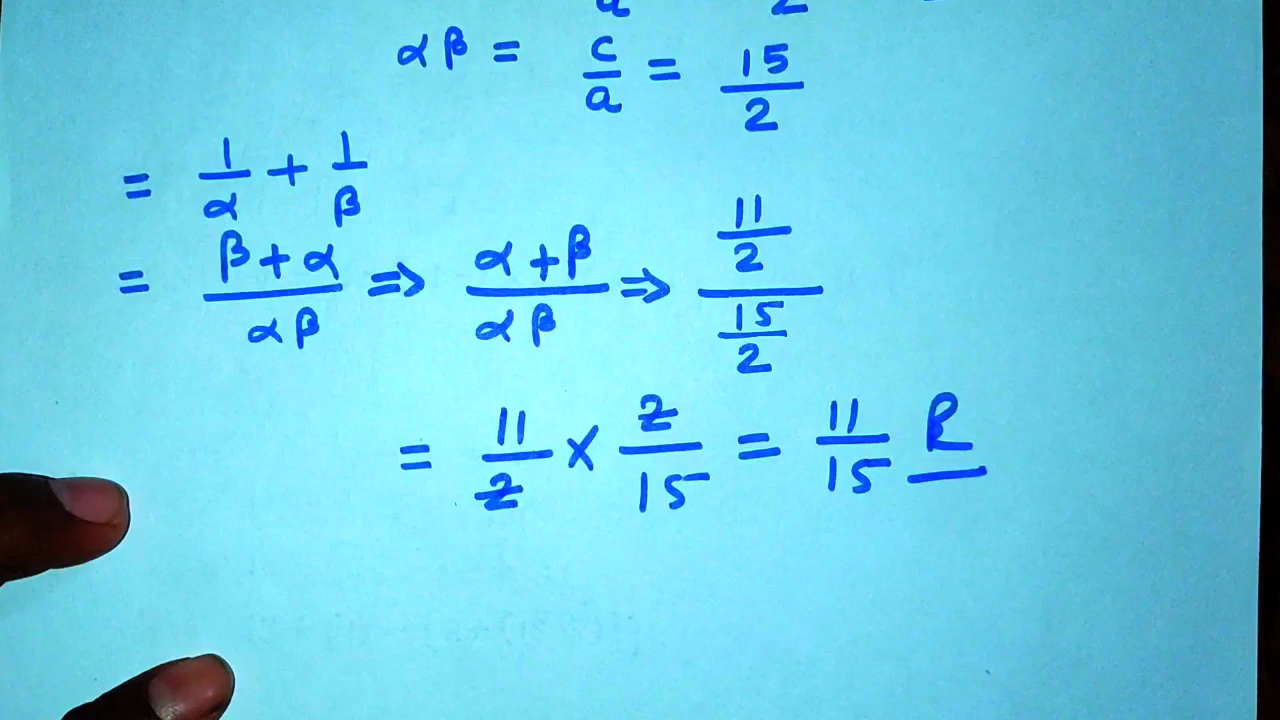 αβ = c/a = 15/2
= 1/α + 1/β
= β+α/αβ ⇒ α+β/αβ ⇒ 11/2/15/2
= 11/2 × 2/15 = 11/15 R